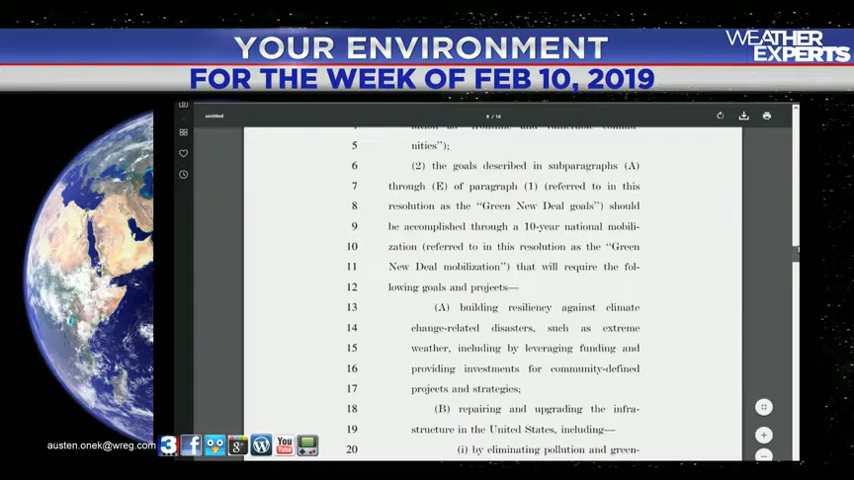 WEATHER
EXPERTS
YOUR ENVIRONMENT
FOR THE WEEK OF FEB 10, 2019
untitled
6 / 14
5 nities”);
6 (2) the goals described in subparagraphs (A)
7 through (E) of paragraph (1) (referred to in this
8 resolution as the “Green New Deal goals”) should
9 be accomplished through a 10-year national mobili-
10 zation (referred to in this resolution as the “Green
11 New Deal mobilization”) that will require the fol-
12 lowing goals and projects—
13 (A) building resiliency against climate
14 change-related disasters, such as extreme
15 weather, including by leveraging funding and
16 providing investments for community-defined
17 projects and strategies;
18 (B) repairing and upgrading the infra-
19 structure in the United States, including—
20 (i) by eliminating pollution and green-
austen.onek@wreg.com
3
f
g+
W
You
Tube